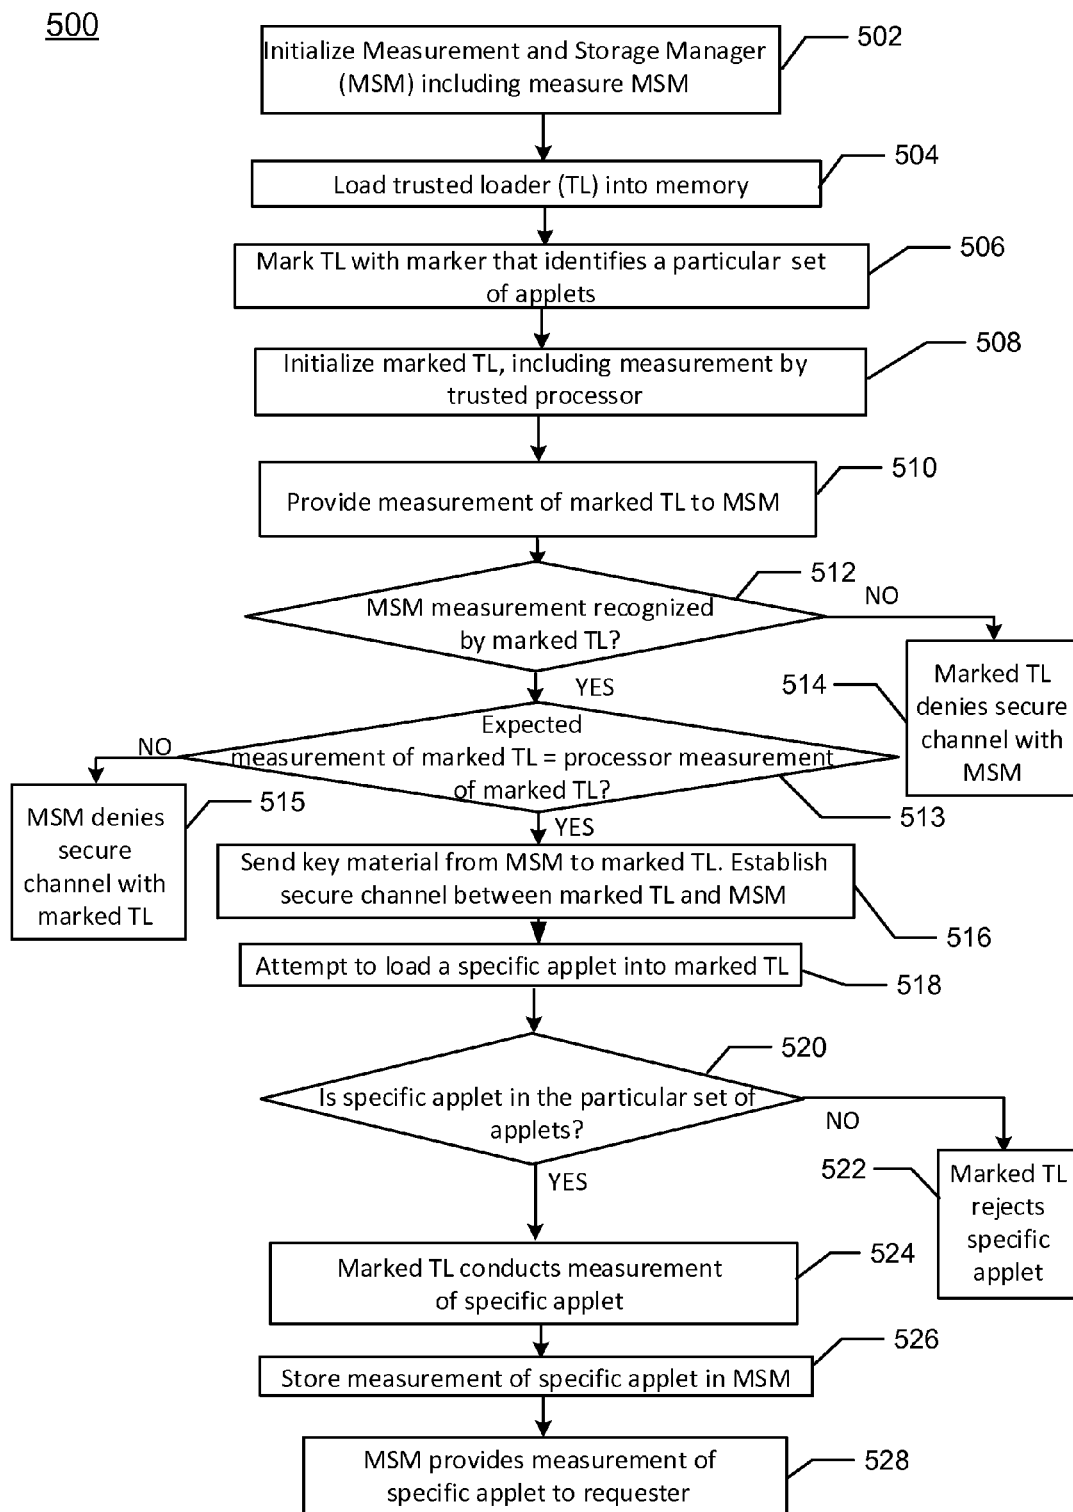 500
Initialize Measurement and Storage Manager
(MSM) including measure MSM
502
Load trusted loader (TL) into memory
504
Mark TL with marker that identifies a particular set
of applets
506
Initialize marked TL, including measurement by
trusted processor
508
Provide measurement of marked TL to MSM
510
MSM measurement recognized
by marked TL?
512
NO
Marked TL
denies secure
channel with
MSM
514
YES
Expected
measurement of marked TL = processor measurement
of marked TL?
513
NO
MSM denies
secure
channel with
marked TL
515
YES
Send key material from MSM to marked TL. Establish
secure channel between marked TL and MSM
516
Attempt to load a specific applet into marked TL
518
Is specific applet in the particular set of
applets?
520
NO
Marked TL
rejects
specific
applet
522
YES
Marked TL conducts measurement
of specific applet
524
Store measurement of specific applet in MSM
526
MSM provides measurement of
specific applet to requester
528